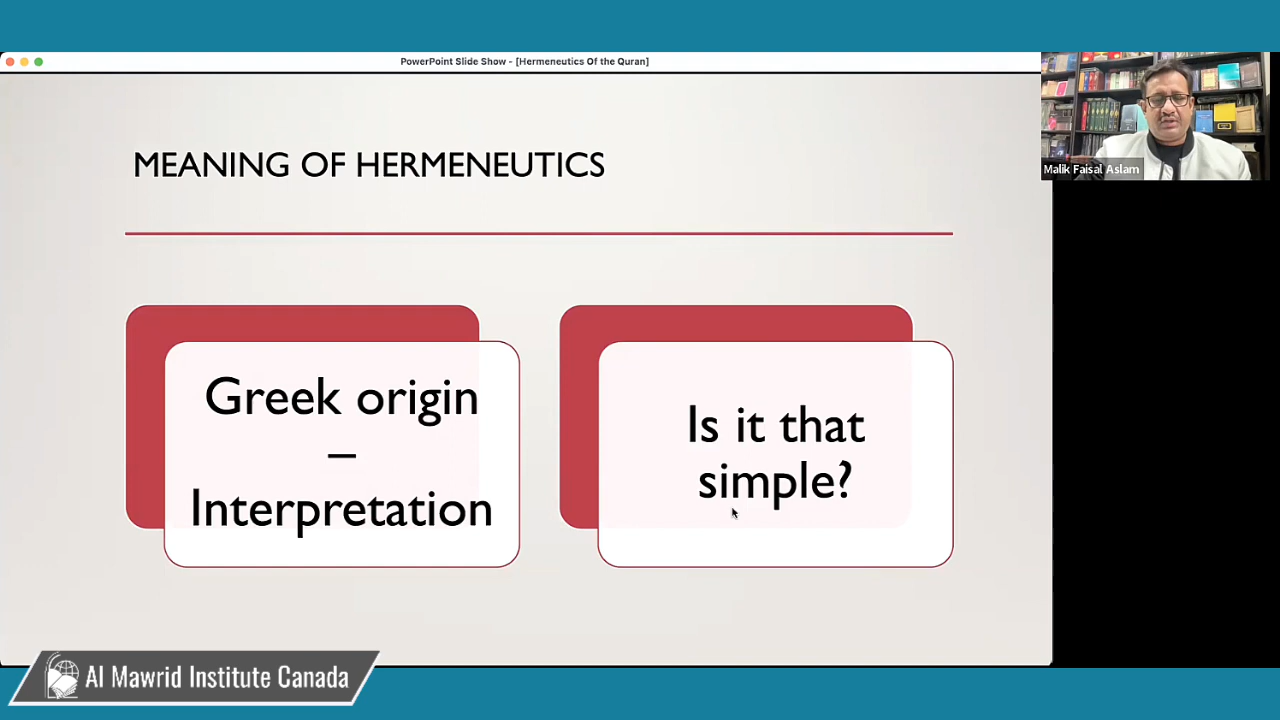 PowerPoint Slide Show - [Hermeneutics Of the Quran]
Malik Faisal Aslam
MEANING OF HERMENEUTICS
Greek origin
–
Interpretation
Is it that
simple?
Al Mawrid Institute Canada